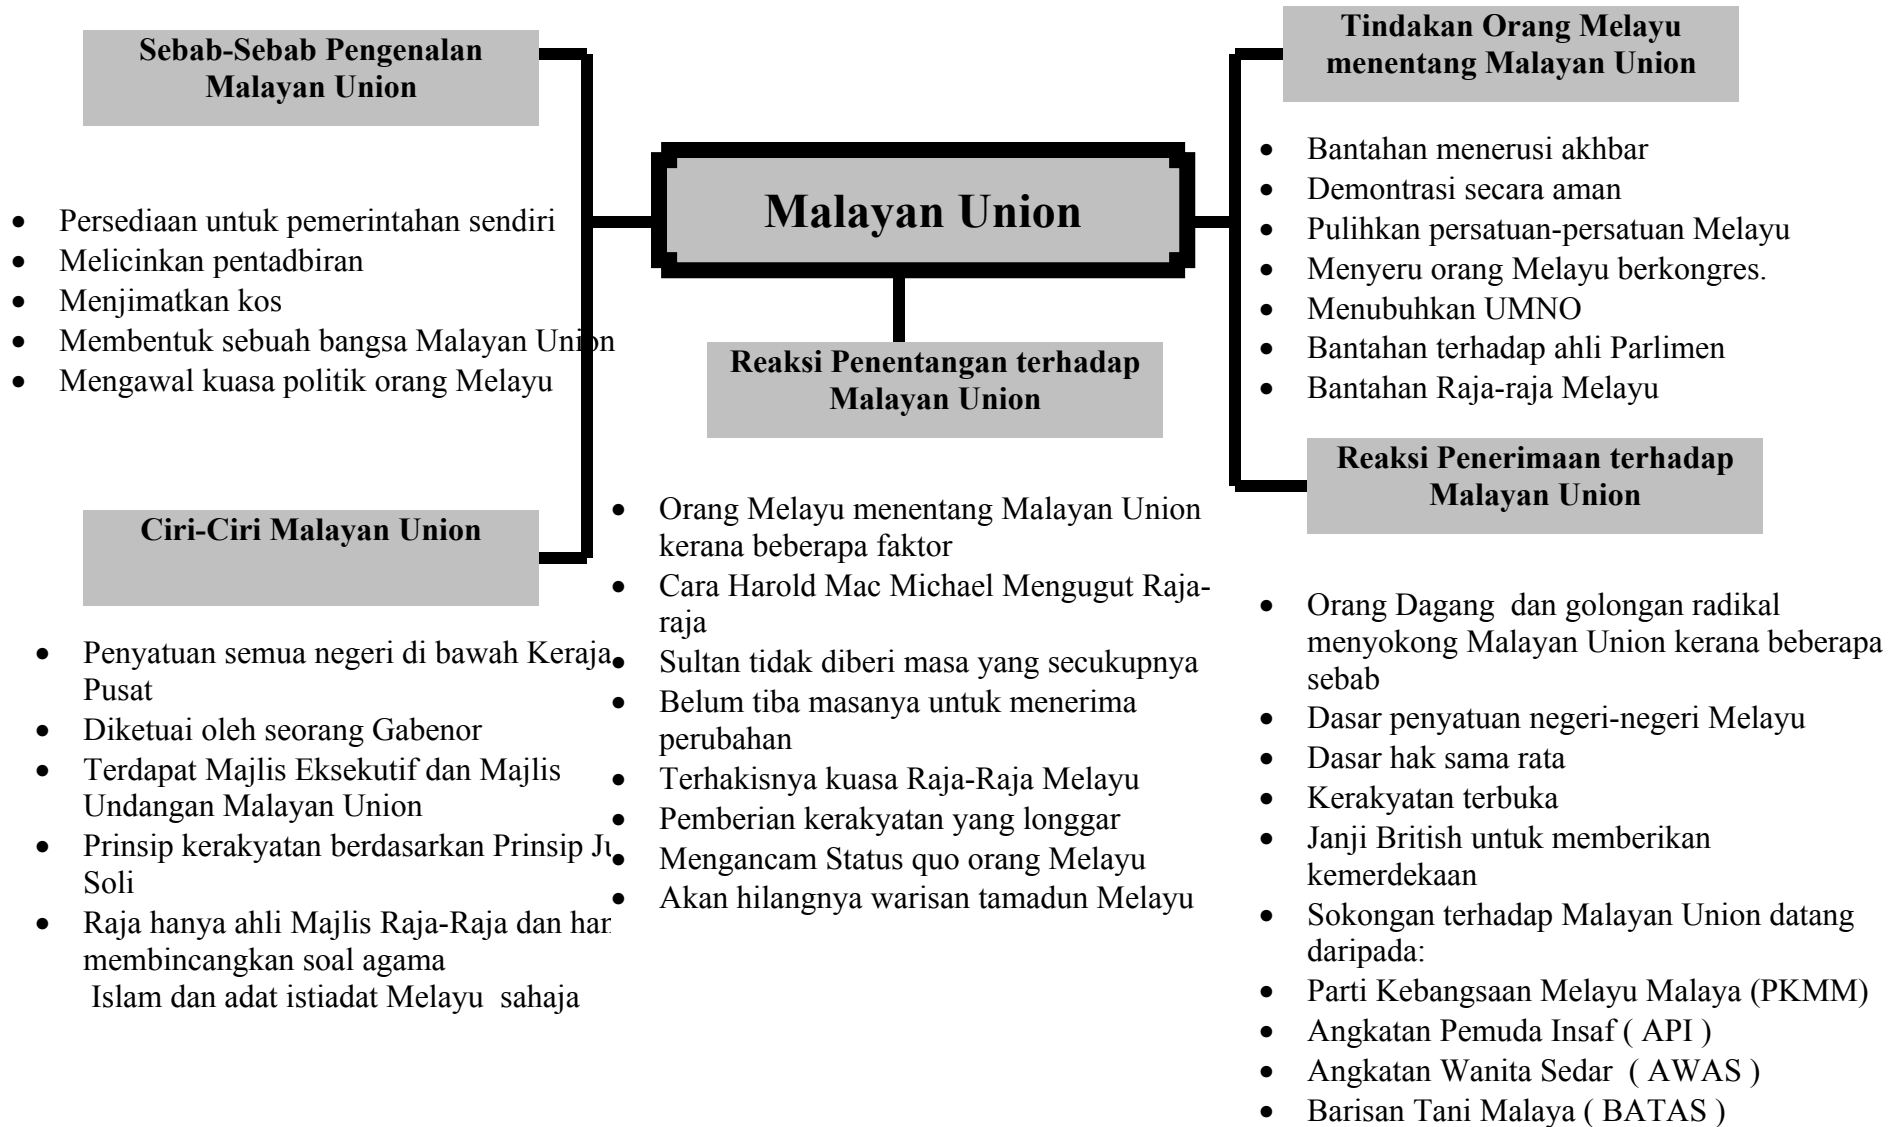 Sebab-Sebab Pengenalan
Malayan Union
• Persediaan untuk pemerintahan sendiri
• Melicinkan pentadbiran
• Menjimatkan kos
• Membentuk sebuah bangsa Malayan Union
• Mengawal kuasa politik orang Melayu
Ciri-Ciri Malayan Union
• Penyatuan semua negeri di bawah Keraja
Pusat
• Diketuai oleh seorang Gabenor
• Terdapat Majlis Eksekutif dan Majlis
Undangan Malayan Union
• Prinsip kerakyatan berdasarkan Prinsip Ju
Soli
• Raja hanya ahli Majlis Raja-Raja dan han
membincangkan soal agama
Islam dan adat istiadat Melayu sahaja
Malayan Union
Reaksi Penentangan terhadap
Malayan Union
• Orang Melayu menentang Malayan Union
kerana beberapa faktor
• Cara Harold Mac Michael Mengugut Raja-
raja
• Sultan tidak diberi masa yang secukupnya
• Belum tiba masanya untuk menerima
perubahan
• Terhakisnya kuasa Raja-Raja Melayu
• Pemberian kerakyatan yang longgar
• Mengancam Status quo orang Melayu
• Akan hilangnya warisan tamadun Melayu
Tindakan Orang Melayu
menentang Malayan Union
• Bantahan menerusi akhbar
• Demontrasi secara aman
• Pulihkan persatuan-persatuan Melayu
• Menyeru orang Melayu berkongres.
• Menubuhkan UMNO
• Bantahan terhadap ahli Parlimen
• Bantahan Raja-raja Melayu
Reaksi Penerimaan terhadap
Malayan Union
• Orang Dagang dan golongan radikal
menyokong Malayan Union kerana beberapa
sebab
• Dasar penyatuan negeri-negeri Melayu
• Dasar hak sama rata
• Kerakyatan terbuka
• Janji British untuk memberikan
kemerdekaan
• Sokongan terhadap Malayan Union datang
daripada:
• Parti Kebangsaan Melayu Malaya (PKMM)
• Angkatan Pemuda Insaf ( API )
• Angkatan Wanita Sedar ( AWAS )
• Barisan Tani Malaya ( BATAS )